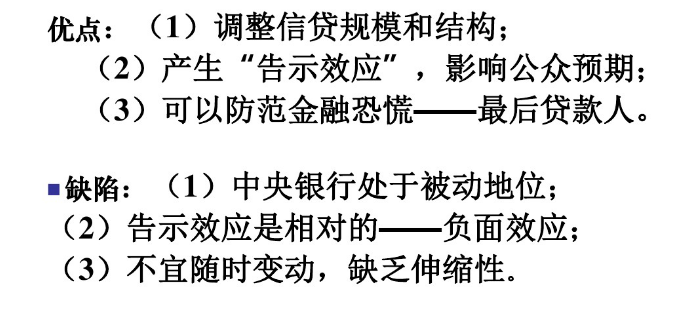 优点：（1）调整信贷规模和结构；
（2）产生“告示效应”，影响公众预期；
（3）可以防范金融恐慌——最后贷款人。
■缺陷：（1）中央银行处于被动地位；
（2）告示效应是相对的——负面效应；
（3）不宜随时变动，缺乏伸缩性.